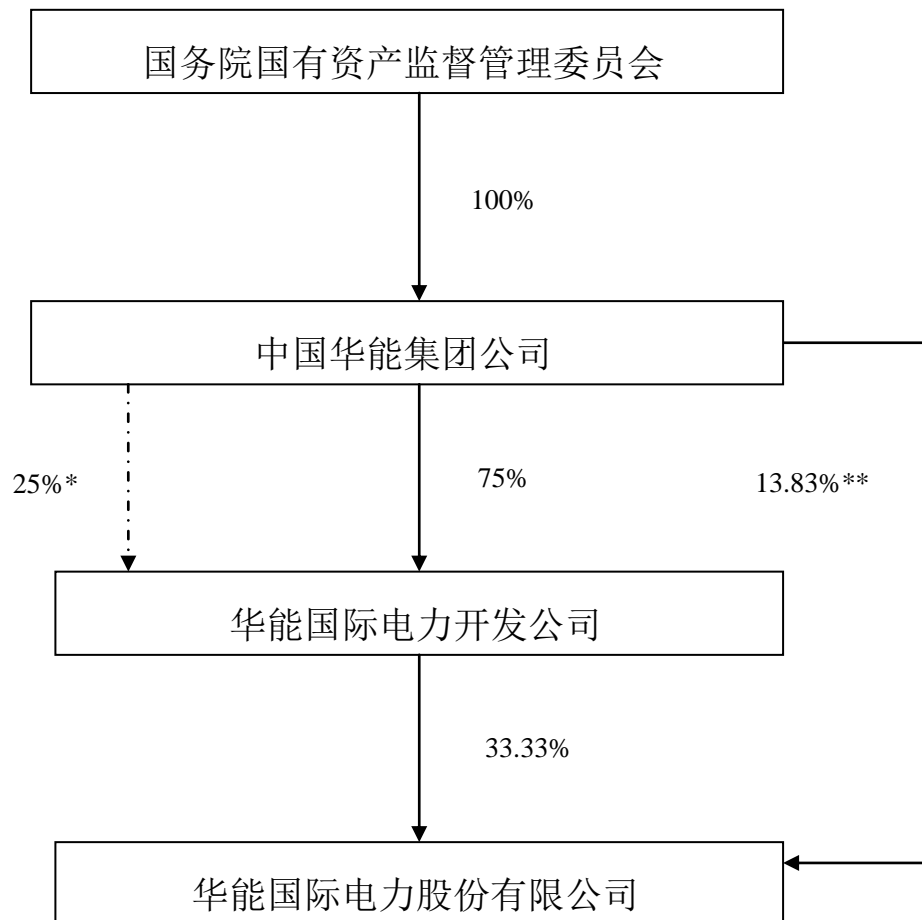 国务院国有资产监督管理委员会
100%
中国华能集团公司
25%*
75%
13.83%**
华能国际电力开发公司
33.33%
华能国际电力股份有限公司